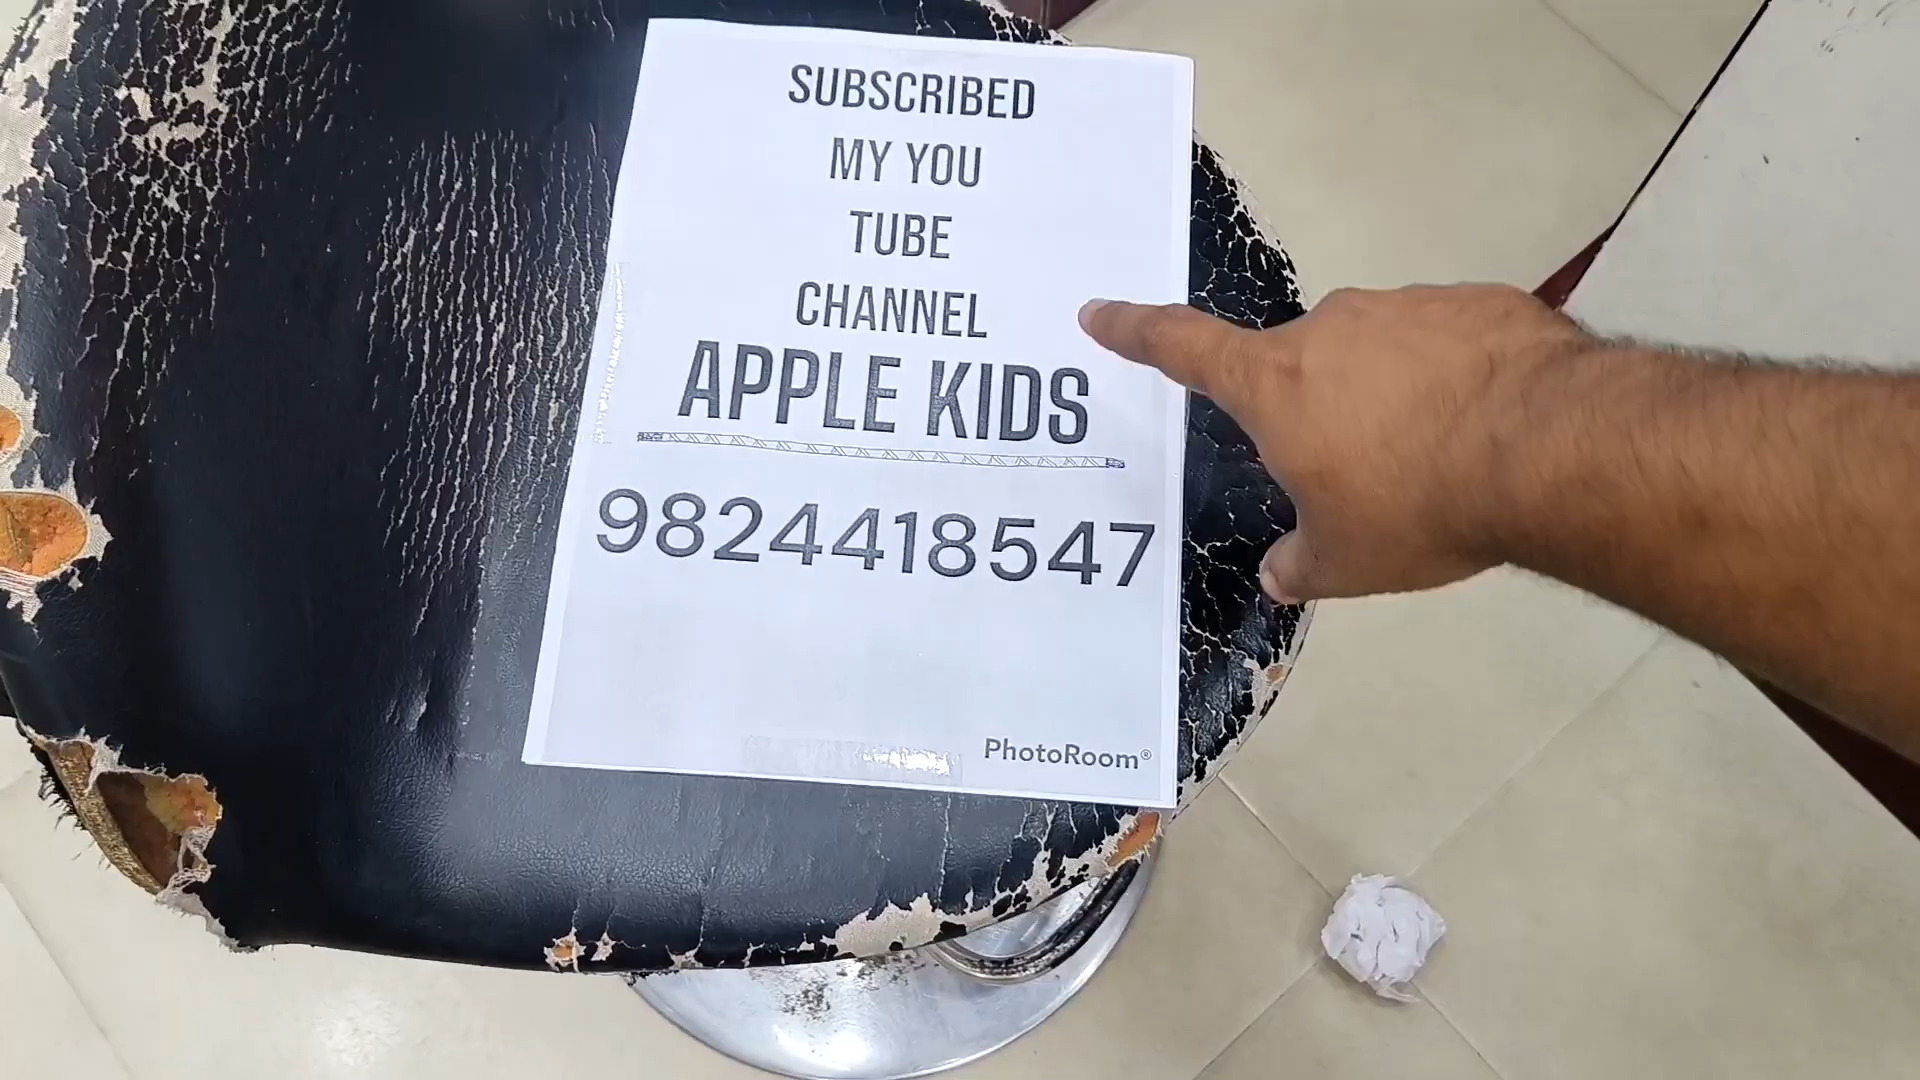 SUBSCRIBED
MY YOU
TUBE
CHANNEL
APPLE KIDS
9824418547
PhotoRoom®